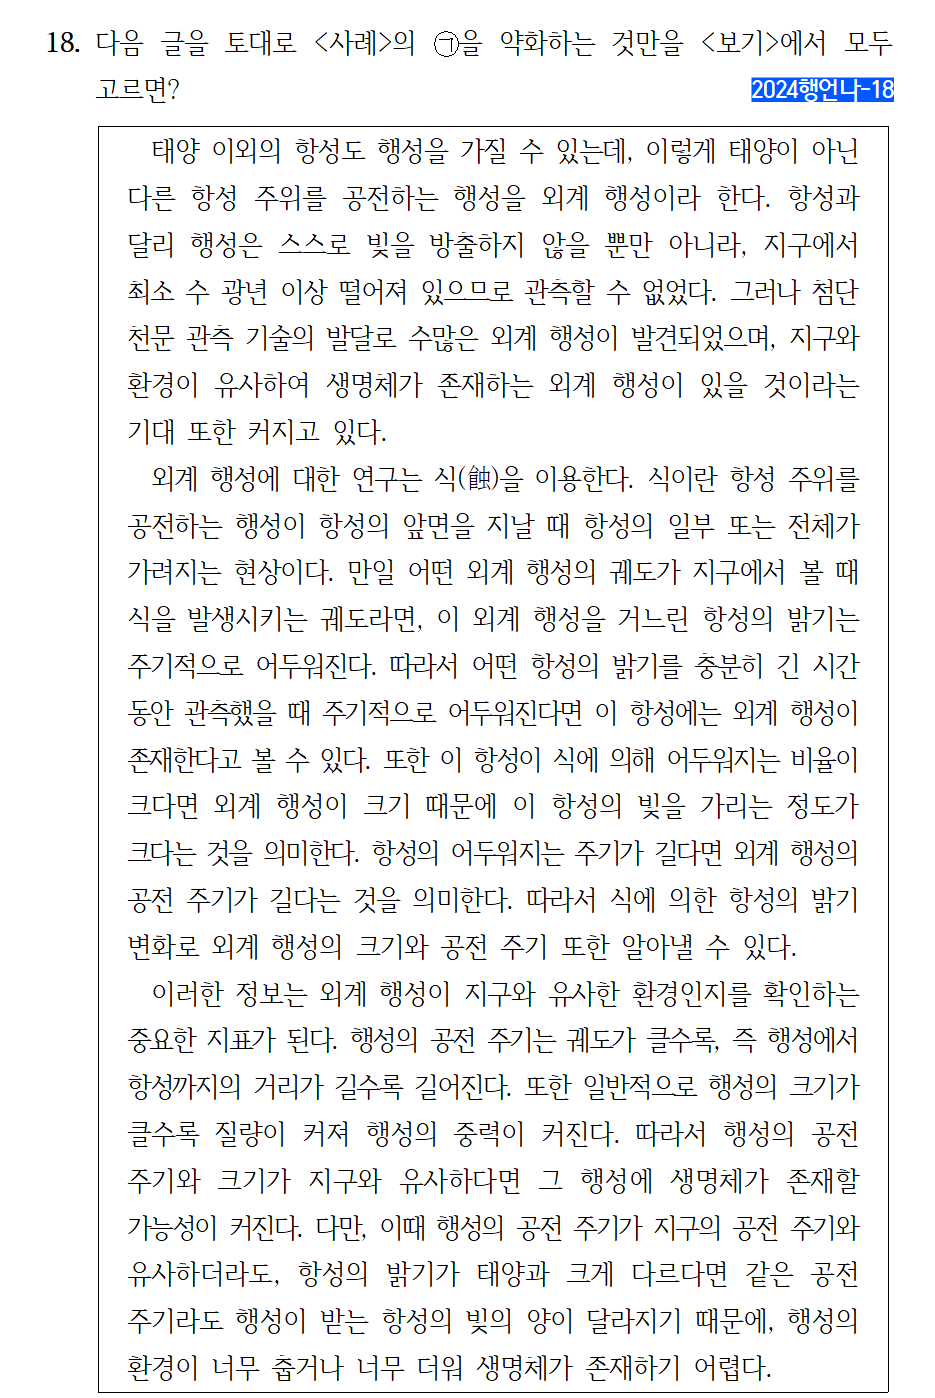 18. 다음 글을 토대로 <사례>의 ㉠을 약화하는 것만을 <보기>에서 모두
고르면?
2024행언나-18
태양 이외의 항성도 행성을 가질 수 있는데, 이렇게 태양이 아닌
다른 항성 주위를 공전하는 행성을 외계 행성이라 한다. 항성과
달리 행성은 스스로 빛을 방출하지 않을 뿐만 아니라, 지구에서
최소 수 광년 이상 떨어져 있으므로 관측할 수 없었다. 그러나 첨단
천문 관측 기술의 발달로 수많은 외계 행성이 발견되었으며, 지구와
환경이 유사하여 생명체가 존재하는 외계 행성이 있을 것이라는
기대 또한 커지고 있다.
외계 행성에 대한 연구는 식(蝕)을 이용한다. 식이란 항성 주위를
공전하는 행성이 항성의 앞면을 지날 때 항성의 일부 또는 전체가
가려지는 현상이다. 만일 어떤 외계 행성의 궤도가 지구에서 볼 때
식을 발생시키는 궤도라면, 이 외계 행성을 거느린 항성의 밝기는
주기적으로 어두워진다. 따라서 어떤 항성의 밝기를 충분히 긴 시간
동안 관측했을 때 주기적으로 어두워진다면 이 항성에는 외계 행성이
존재한다고 볼 수 있다. 또한 이 항성이 식에 의해 어두워지는 비율이
크다면 외계 행성이 크기 때문에 이 항성의 빛을 가리는 정도가
크다는 것을 의미한다. 항성의 어두워지는 주기가 길다면 외계 행성의
공전 주기가 길다는 것을 의미한다. 따라서 식에 의한 항성의 밝기
변화로 외계 행성의 크기와 공전 주기 또한 알아낼 수 있다.
이러한 정보는 외계 행성이 지구와 유사한 환경인지를 확인하는
중요한 지표가 된다. 행성의 공전 주기는 궤도가 클수록, 즉 행성에서
항성까지의 거리가 길수록 길어진다. 또한 일반적으로 행성의 크기가
클수록 질량이 커져 행성의 중력이 커진다. 따라서 행성의 공전
주기와 크기가 지구와 유사하다면 그 행성에 생명체가 존재할
가능성이 커진다. 다만, 이때 행성의 공전 주기가 지구의 공전 주기와
유사하더라도, 항성의 밝기가 태양과 크게 다르다면 같은 공전
주기라도 행성이 받는 항성의 빛의 양이 달라지기 때문에, 행성의
환경이 너무 춥거나 너무 더워 생명체가 존재하기 어렵다.